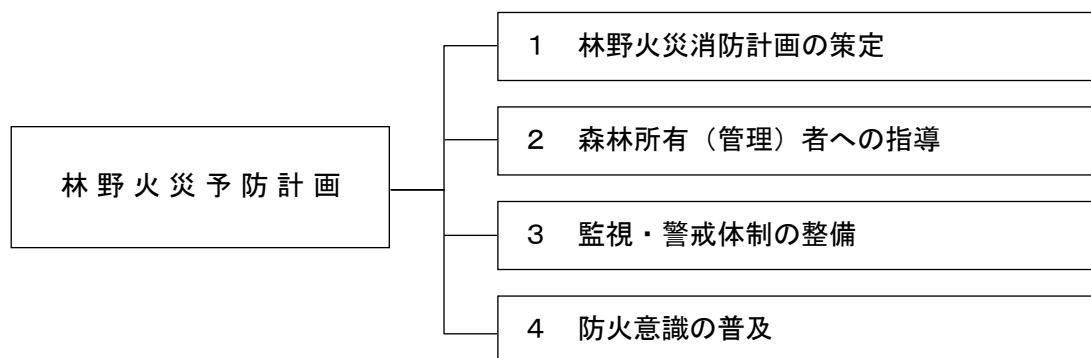 林野火災予防計画
１　林野火災消防計画の策定
２　森林所有（管理）者への指導
３　監視・警戒体制の整備
４　防火意識の普及